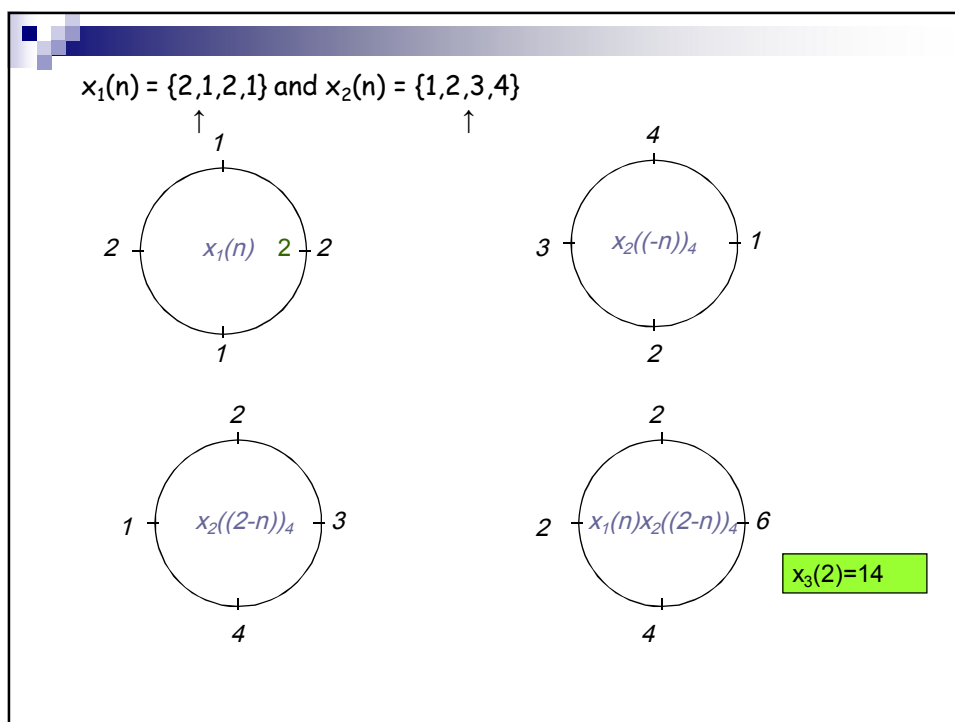 x₁(n) = {2,1,2,1} and x₂(n) = {1,2,3,4}
↑ ↑
1
2 x₁(n) 2 2
1
4
3 x₂((-n))₄ 1
2
2
1 x₂((2-n))₄ 3
4
2
2 x₁(n)x₂((2-n))₄ 6
4
x₃(2)=14